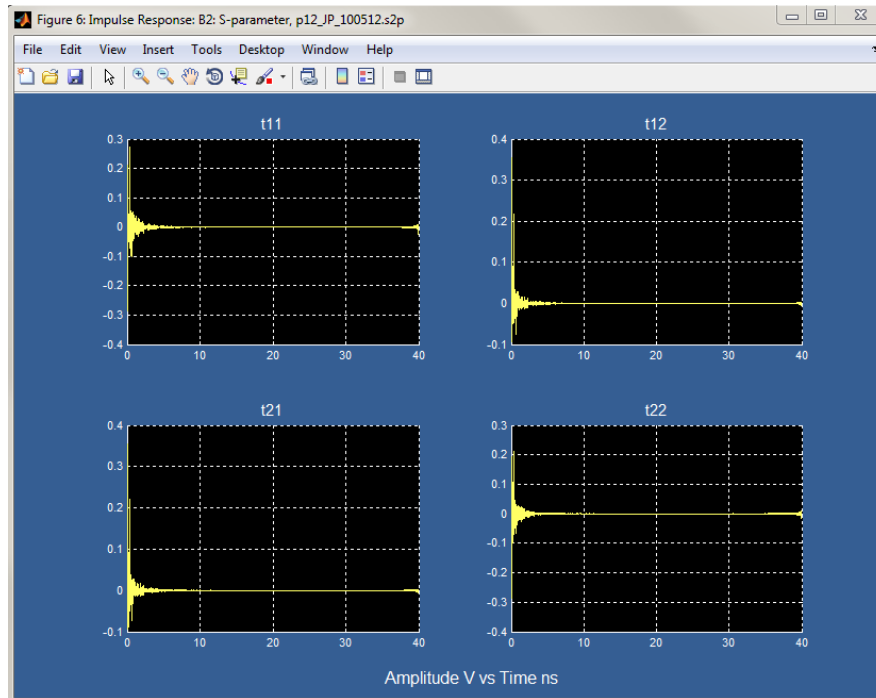 Figure 6: Impulse Response: B2: S-parameter, p12_JP_100512.s2p
File Edit View Insert Tools Desktop Window Help
t11
0.3
0.2
0.1
0
-0.1
-0.2
-0.3
-0.4
0 10 20 30 40
t12
0.4
0.3
0.2
0.1
0
-0.1
0 10 20 30 40
t21
0.4
0.3
0.2
0.1
0
-0.1
0 10 20 30 40
t22
0.3
0.2
0.1
0
-0.1
-0.2
-0.3
-0.4
0 10 20 30 40
Amplitude V vs Time ns